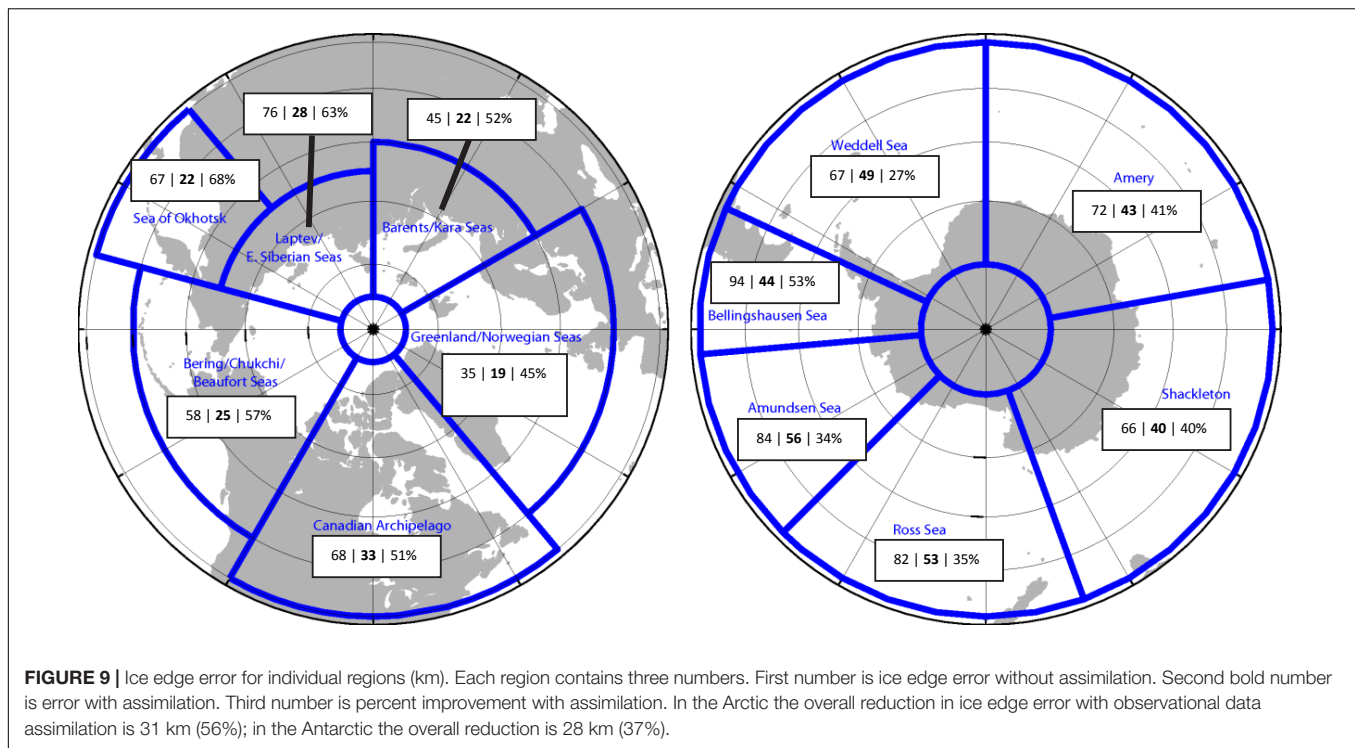 76 | 28 | 63%
45 | 22 | 52%
67 | 22 | 68%
Sea of Okhotsk
Laptev/
E. Siberian Seas
Barents/Kara Seas
Greenland/Norwegian Seas
35 | 19 | 45%
Bering/Chukchi/
Beaufort Seas
58 | 25 | 57%
Canadian Archipelago
68 | 33 | 51%
Weddell Sea
67 | 49 | 27%
Amery
72 | 43 | 41%
94 | 44 | 53%
Bellingshausen Sea
Shackleton
66 | 40 | 40%
Amundsen Sea
84 | 56 | 34%
Ross Sea
82 | 53 | 35%
FIGURE 9 | Ice edge error for individual regions (km). Each region contains three numbers. First number is ice edge error without assimilation. Second bold number
is error with assimilation. Third number is percent improvement with assimilation. In the Arctic the overall reduction in ice edge error with observational data
assimilation is 31 km (56%); in the Antarctic the overall reduction is 28 km (37%).